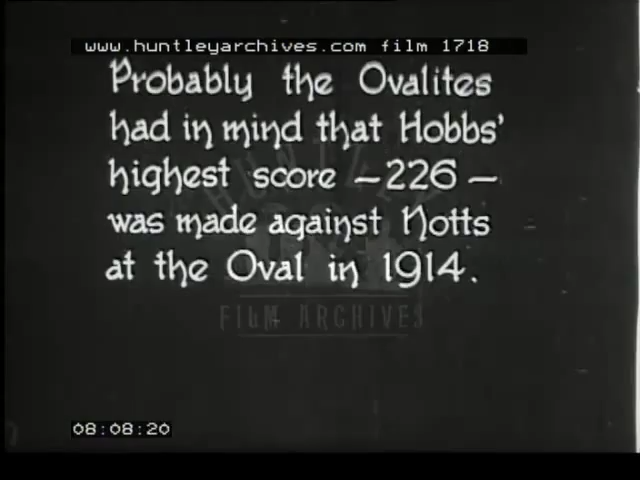 www.huntleyarchives.com film 1718
Probably the Ovalites
had in mind that Hobbs'
highest score – 226 –
was made against Notts
at the Oval in 1914.
HUNTLEY
FILM ARCHIVES
08:08:20